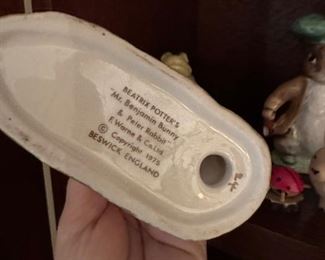 BEATRIX POTTER'S
"Mr. Benjamin Bunny
& Peter Rabbit"
F. Warne & Co. Ltd
Copyright 1975
BESWICK, ENGLAND